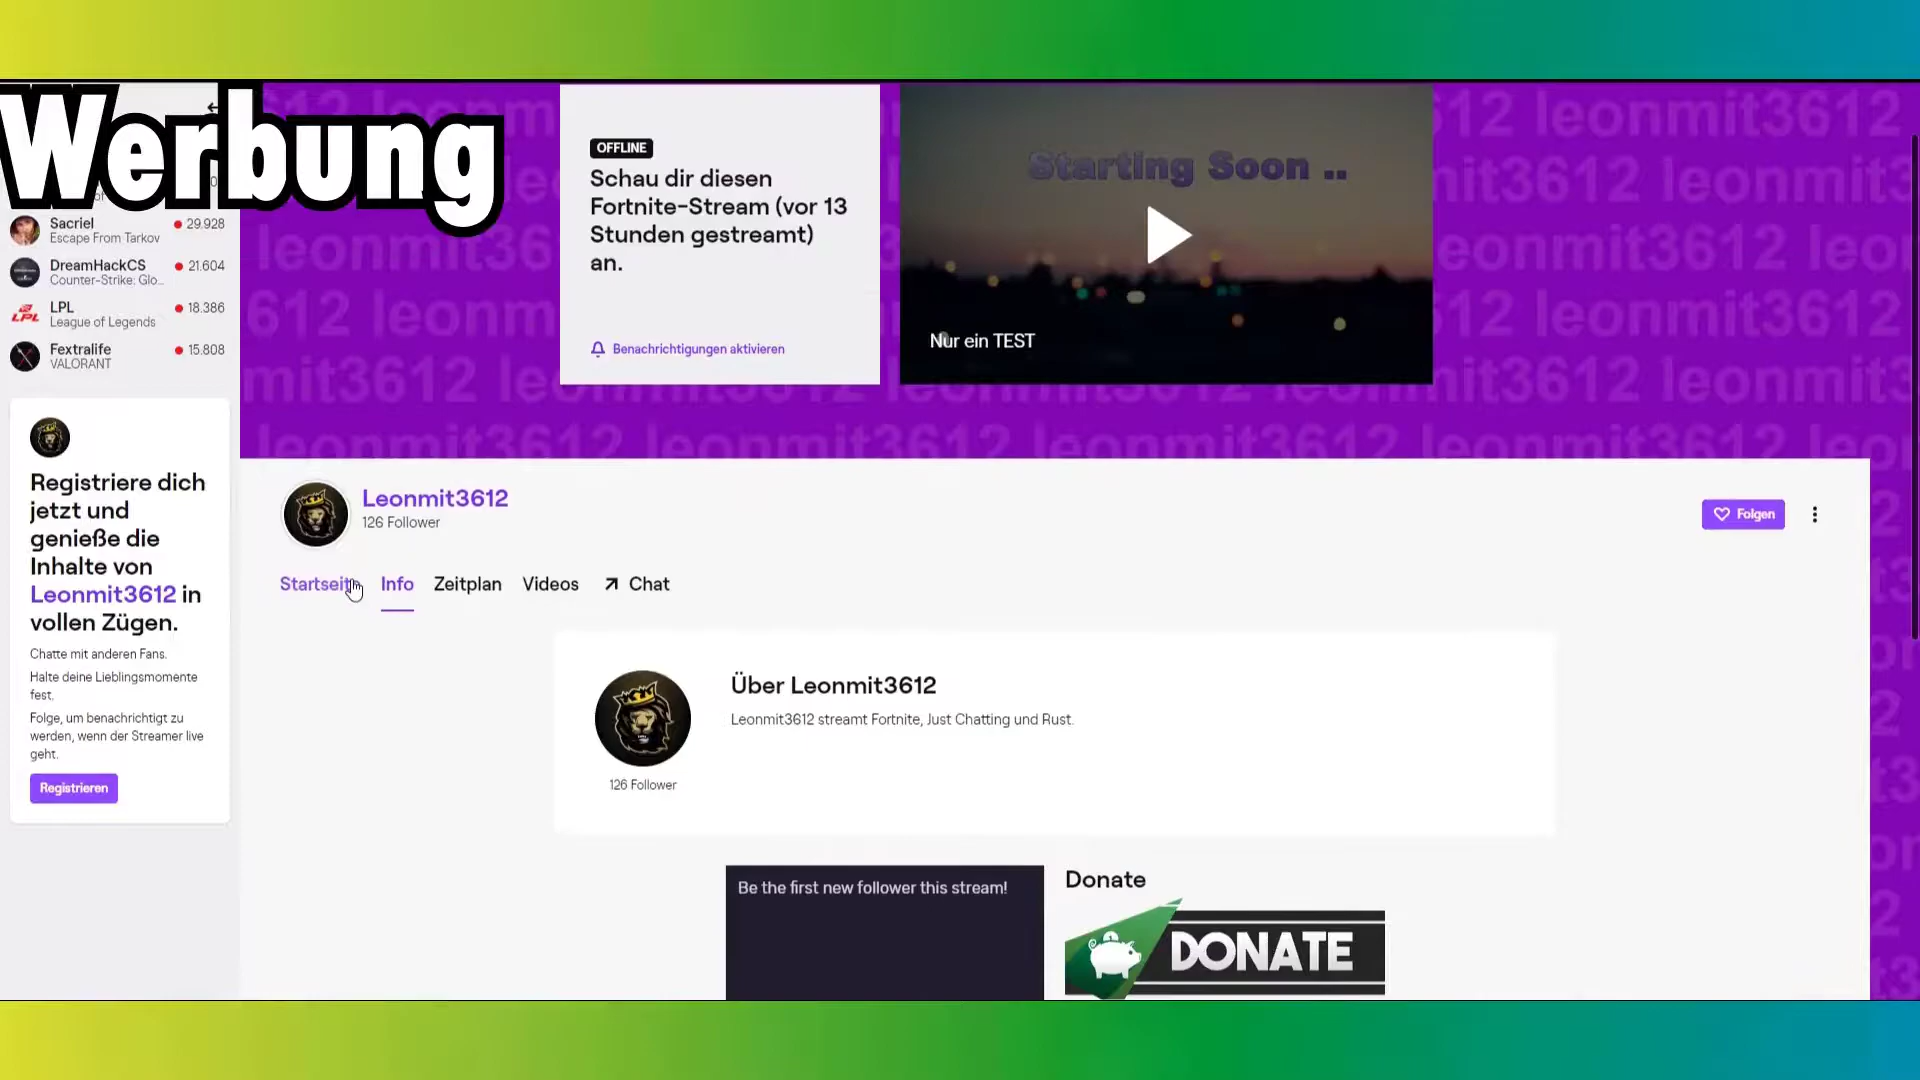 Werbung
Sacriel
29.928
Escape From Tarkov
DreamHackCS
21.604
Counter-Strike: Glo...
LPL
18.386
League of Legends
Fextralife
15.808
VALORANT
Registriere dich
jetzt und
genieße die
Inhalte von
Leonmit3612 in
vollen Zügen.
Chatte mit anderen Fans.
Halte deine Lieblingsmomente
fest.
Folge, um benachrichtigt zu
werden, wenn der Streamer live
geht.
Registrieren
OFFLINE
Schau dir diesen
Fortnite-Stream (vor 13
Stunden gestreamt)
an.
Benachrichtigungen aktivieren
Starting Soon ..
Nur ein TEST
Leonmit3612
126 Follower
Folgen
Startseite
Info
Zeitplan
Videos
Chat
Über Leonmit3612
Leonmit3612 streamt Fortnite, Just Chatting und Rust.
126 Follower
Be the first new follower this stream!
Donate
DONATE
leonmit3612